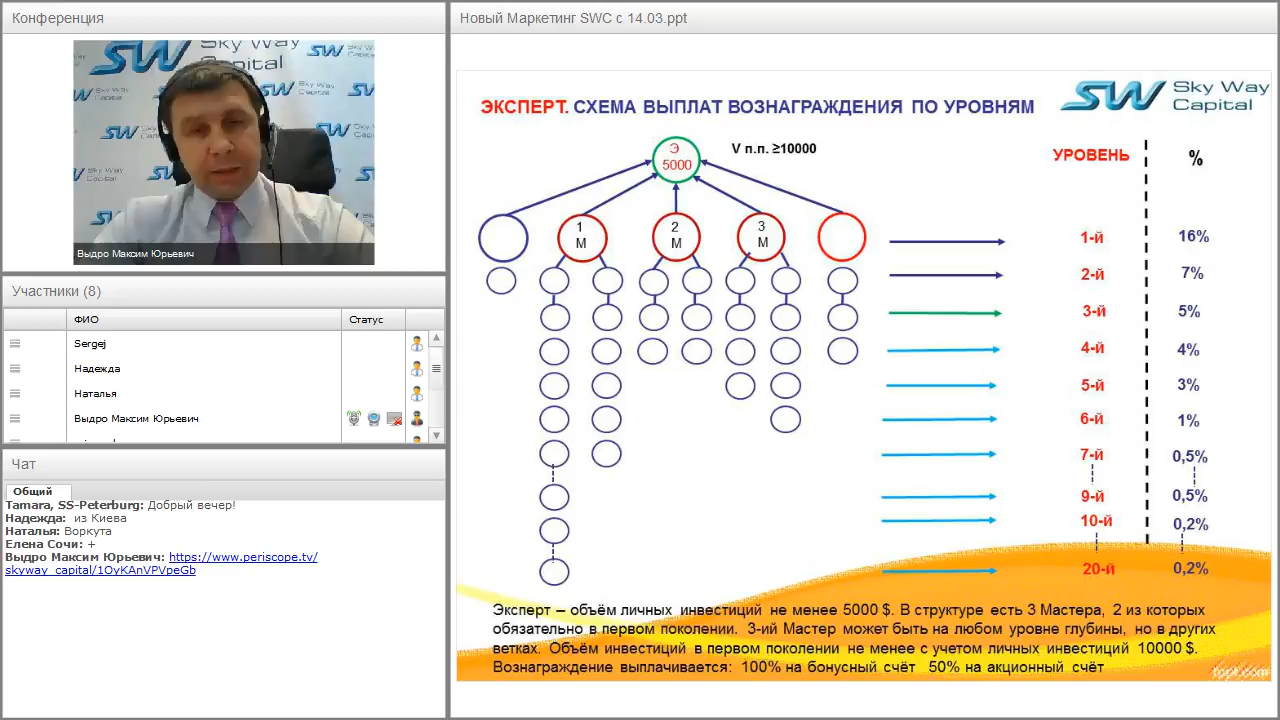 Конференция
Sky Way
Capital
Выдро Максим Юрьевич
Участники (8)
ФИО
Статус
Sergej
Надежда
Наталья
Выдро Максим Юрьевич
Чат
Общий
Tamara, SS-Peterburg: Добрый вечер!
Надежда: из Киева
Наталья: Воркута
Елена Сочи: +
Выдро Максим Юрьевич: https://www.periscope.tv/
skyway_capital/1OyKAnVPVpeGb
Новый Маркетинг SWC с 14.03.ppt
SW Sky Way
Capital
ЭКСПЕРТ. СХЕМА ВЫПЛАТ ВОЗНАГРАЖДЕНИЯ ПО УРОВНЯМ
Э
5000
V п.п. ≥10000
УРОВЕНЬ %
1
М
2
М
3
М
1-й 16%
2-й 7%
3-й 5%
4-й 4%
5-й 3%
6-й 1%
7-й 0,5%
9-й 0,5%
10-й 0,2%
20-й 0,2%
Эксперт – объём личных инвестиций не менее 5000 $. В структуре есть 3 Мастера, 2 из которых
обязательно в первом поколении. 3-ий Мастер может быть на любом уровне глубины, но в других
ветках. Объём инвестиций в первом поколении не менее с учетом личных инвестиций 10000 $.
Вознаграждение выплачивается: 100% на бонусный счёт 50% на акционный счёт
fppt.com